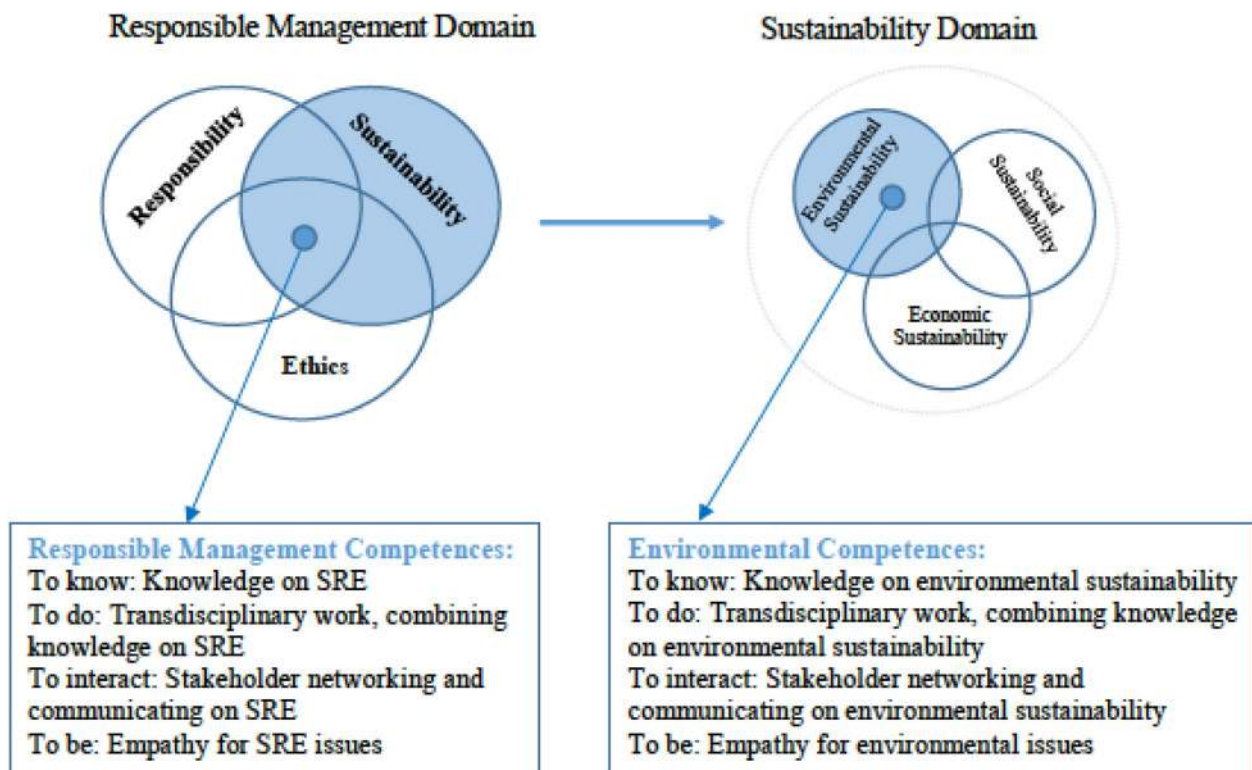 Responsible Management Domain
Sustainability Domain
Responsibility
Sustainability
Ethics
Environmental
Sustainability
Social
Sustainability
Economic
Sustainability
Responsible Management Competences:
To know: Knowledge on SRE
To do: Transdisciplinary work, combining
knowledge on SRE
To interact: Stakeholder networking and
communicating on SRE
To be: Empathy for SRE issues
Environmental Competences:
To know: Knowledge on environmental sustainability
To do: Transdisciplinary work, combining knowledge
on environmental sustainability
To interact: Stakeholder networking and
communicating on environmental sustainability
To be: Empathy for environmental issues